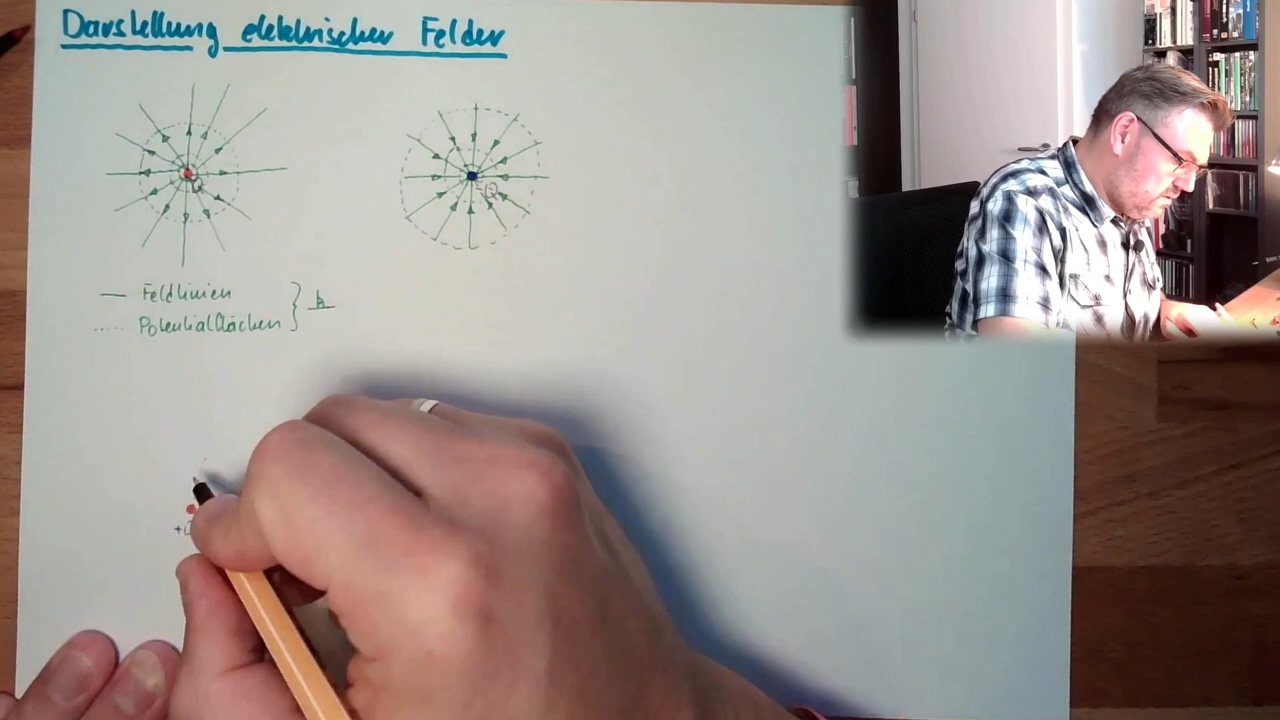 Darstellung elektrischer Felder
Q
-Q
Feldlinien
Potentialflächen
+Q